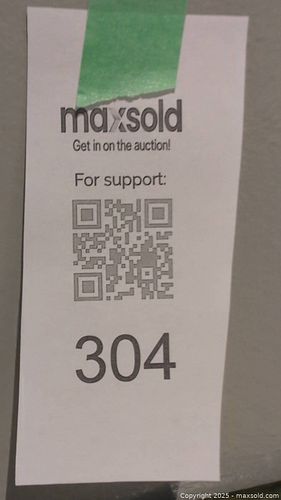 maxsold
Get in on the auction!
For support:
304
Copyright 2025 - maxsold.com